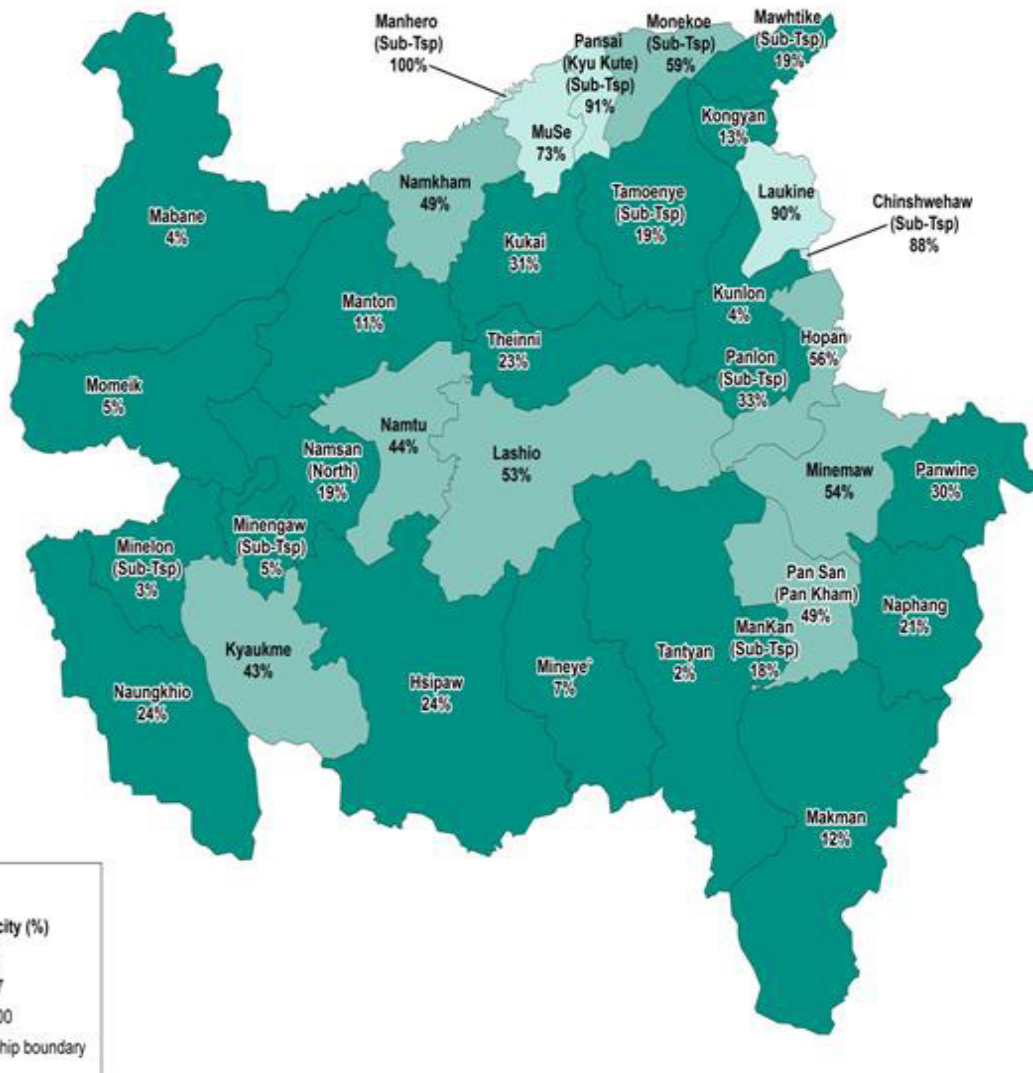 Manhero
(Sub-Tsp)
100%
Pansai
(Kyu Kute)
(Sub-Tsp)
91%
Monekoe
(Sub-Tsp)
59%
Mawhtike
(Sub-Tsp)
19%
Kongyan
13%
MuSe
73%
Namkham
49%
Laukine
90%
Chinshwehaw
(Sub-Tsp)
88%
Mabane
4%
Kukai
31%
Tamoenye
(Sub-Tsp)
19%
Manton
11%
Kunlon
4%
Hopan
56%
Theinni
23%
Panlon
(Sub-Tsp)
33%
Momeik
5%
Namtu
44%
Namsan
(North)
19%
Lashio
53%
Minemaw
54%
Panwine
30%
Minelon
(Sub-Tsp)
3%
Minengaw
(Sub-Tsp)
5%
Pan San
(Pan Kham)
49%
Naphang
21%
ManKan
(Sub-Tsp)
18%
Kyaukme
43%
Naungkhio
24%
Hsipaw
24%
Mineye'
7%
Tantyan
2%
Makman
12%
city (%)
7
00
hip boundary